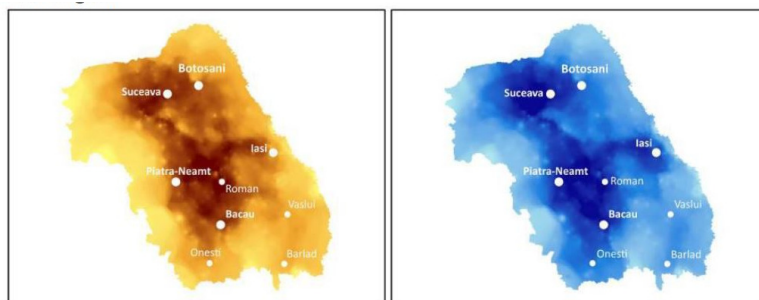 Botosani
Suceava
Iasi
Piatra-Neamt
Roman
Vaslui
Bacau
Onesti
Barlad
Botosani
Suceava
Iasi
Piatra-Neamt
Roman
Vaslui
Bacau
Onesti
Barlad